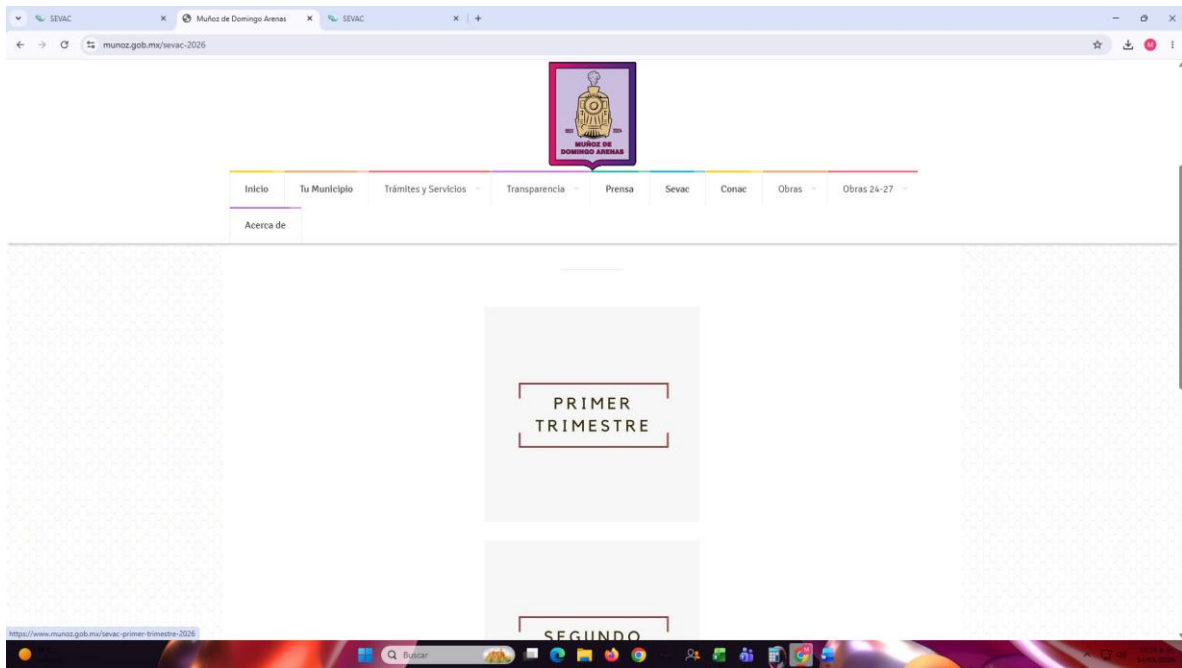 SEVAC
Muñoz de Domingo Arenas
SEVAC
munoz.gob.mx/sevac-2026
M
MUÑOZ DE
DOMINGO ARENAS
Inicio
Tu Municipio
Trámites y Servicios
Transparencia
Prensa
Sevac
Conac
Obras
Obras 24-27
Acerca de
PRIMER
TRIMESTRE
SEGUNDO
https://www.munoz.gob.mx/sevac-primer-trimestre-2026
Buscar